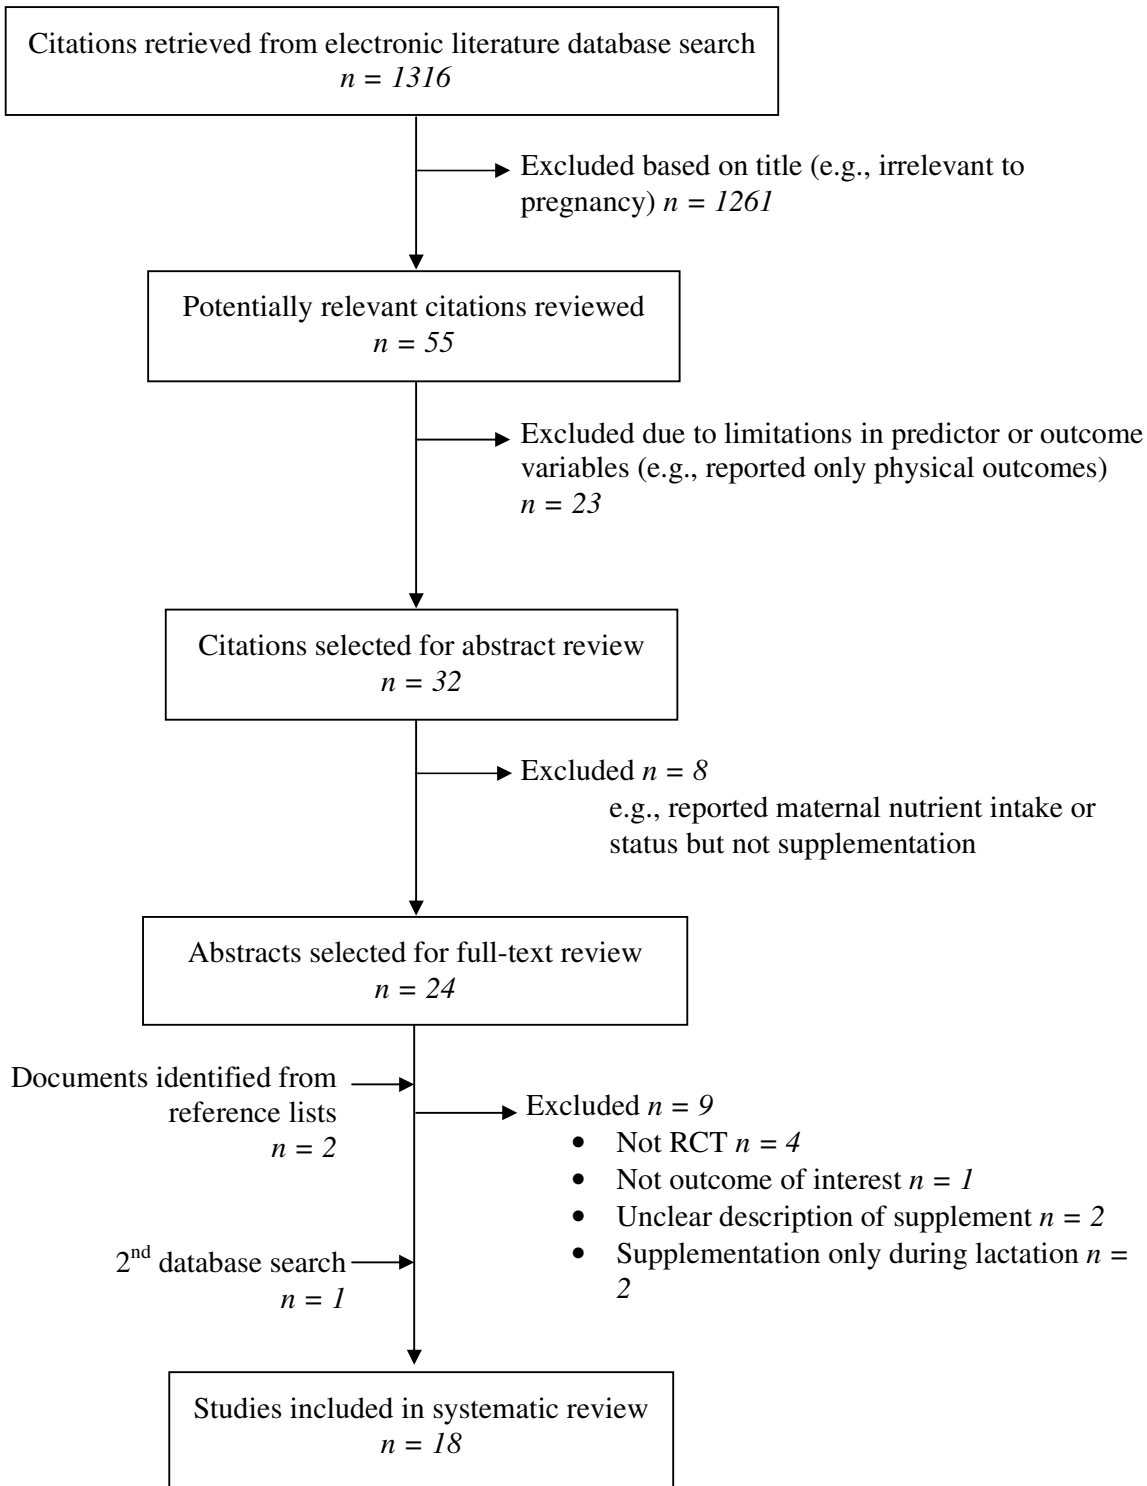 Citations retrieved from electronic literature database search
n = 1316
Excluded based on title (e.g., irrelevant to
pregnancy) n = 1261
Potentially relevant citations reviewed
n = 55
Excluded due to limitations in predictor or outcome
variables (e.g., reported only physical outcomes)
n = 23
Citations selected for abstract review
n = 32
Excluded n = 8
e.g., reported maternal nutrient intake or
status but not supplementation
Abstracts selected for full-text review
n = 24
Documents identified from
reference lists
n = 2
Excluded n = 9
• Not RCT n = 4
• Not outcome of interest n = 1
• Unclear description of supplement n = 2
• Supplementation only during lactation n =
2
2nd database search
n = 1
Studies included in systematic review
n = 18